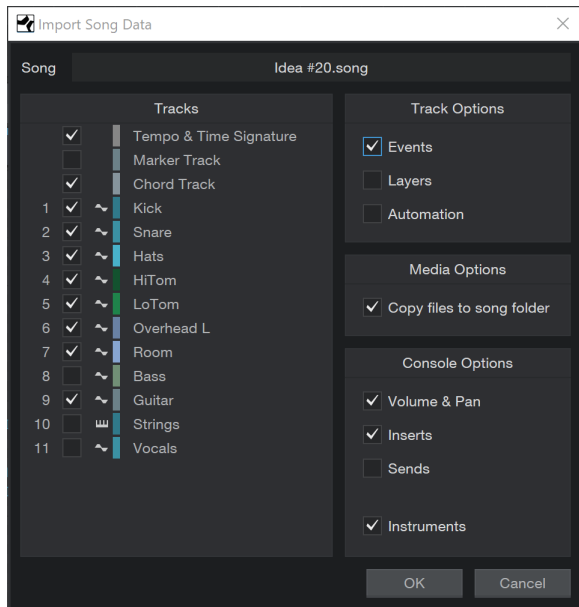 Import Song Data
Song Idea #20.song
Tracks
Tempo & Time Signature
Marker Track
Chord Track
1 Kick
2 Snare
3 Hats
4 HiTom
5 LoTom
6 Overhead L
7 Room
8 Bass
9 Guitar
10 Strings
11 Vocals
Track Options
Events
Layers
Automation
Media Options
Copy files to song folder
Console Options
Volume & Pan
Inserts
Sends
Instruments
OK Cancel